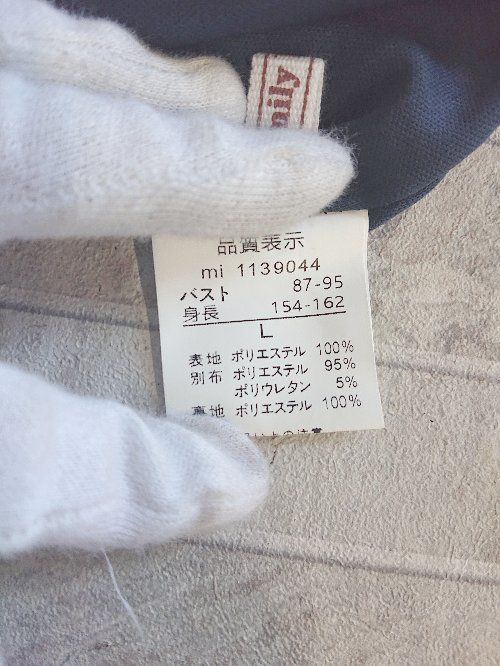 品質表示
mi 1139044
バスト 87-95
身長 154-162
L
表地 ポリエステル 100%
別布 ポリエステル 95%
ポリウレタン 5%
裏地 ポリエステル 100%